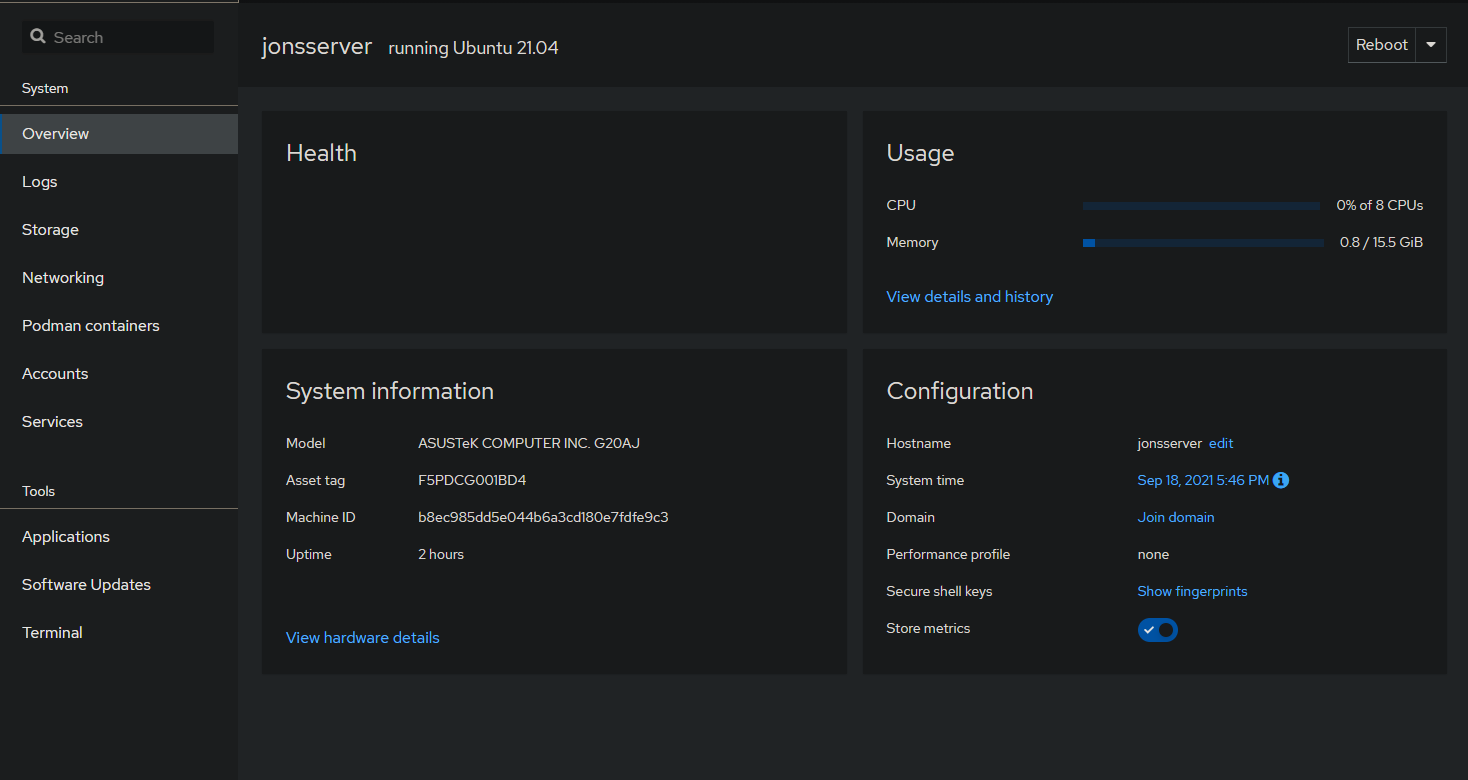 Search
System
Overview
Logs
Storage
Networking
Podman containers
Accounts
Services
Tools
Applications
Software Updates
Terminal
jonsserver running Ubuntu 21.04
Reboot
Health
Usage
CPU 0% of 8 CPUs
Memory 0.8 / 15.5 GiB
View details and history
System information
Model ASUSTeK COMPUTER INC. G20AJ
Asset tag F5PDCG001BD4
Machine ID b8ec985dd5e044b6a3cd180e7fdfe9c3
Uptime 2 hours
View hardware details
Configuration
Hostname jonsserver edit
System time Sep 18, 2021 5:46 PM
Domain Join domain
Performance profile none
Secure shell keys Show fingerprints
Store metrics